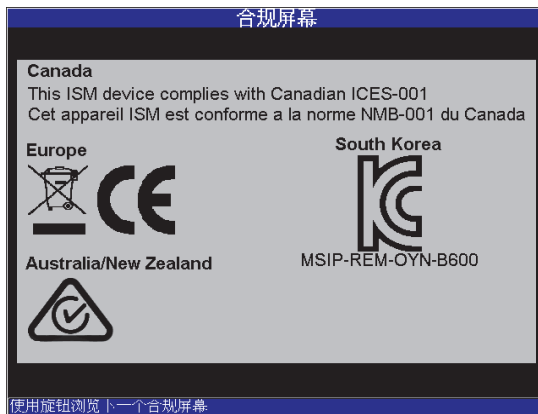 合规屏幕
Canada
This ISM device complies with Canadian ICES-001
Cet appareil ISM est conforme a la norme NMB-001 du Canada
Europe
CE
South Korea
MSIP-REM-OYN-B600
Australia/New Zealand
使用旋钮浏览下一个合规屏幕